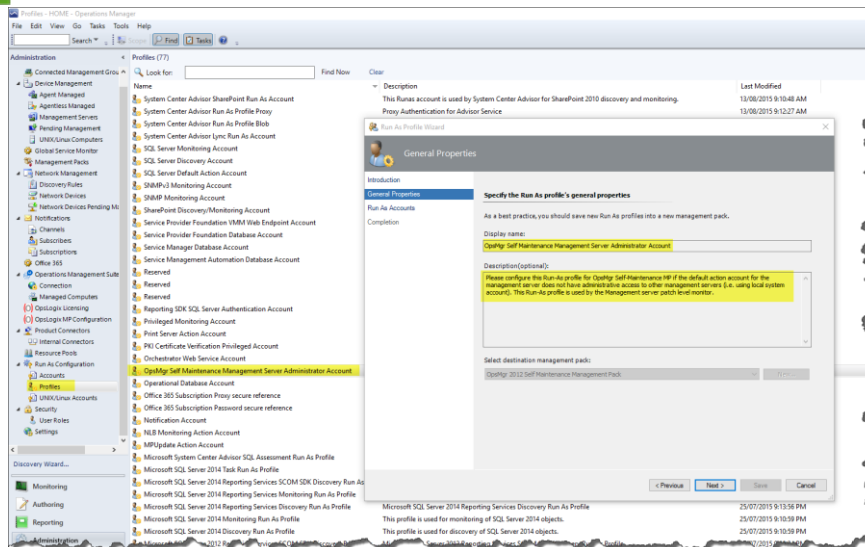 Profiles - HOME - Operations Manager
File Edit View Go Tasks Tools Help
Search Scope Find Tasks
Administration
Profiles (77)
Connected Management Grou
Device Management
Agent Managed
Agentless Managed
Management Servers
Pending Management
UNIX/Linux Computers
Global Service Monitor
Management Packs
Network Management
Discovery Rules
Network Devices
Network Devices Pending Ma
Notifications
Channels
Subscribers
Subscriptions
Office 365
Operations Management Suite
Connection
Managed Computers
OpsLogix Licensing
OpsLogix MP Configuration
Product Connectors
Internal Connectors
Resource Pools
Run As Configuration
Accounts
Profiles
UNIX/Linux Accounts
Security
User Roles
Settings
Discovery Wizard...
Monitoring
Authoring
Reporting
Administration
Look for: Find Now Clear
Name Description Last Modified
System Center Advisor SharePoint Run As Account This Runas account is used by System Center Advisor for SharePoint 2010 discovery and monitoring. 13/08/2015 9:10:48 AM
System Center Advisor Run As Profile Proxy Proxy Authentication for Advisor Service 13/08/2015 9:12:27 AM
System Center Advisor Run As Profile Blob
System Center Advisor Lync Run As Account
SQL Server Monitoring Account
SQL Server Discovery Account
SQL Server Default Action Account
SNMPv3 Monitoring Account
SNMP Monitoring Account
SharePoint Discovery/Monitoring Account
Service Provider Foundation VMM Web Endpoint Account
Service Provider Foundation Database Account
Service Manager Database Account
Service Management Automation Database Account
Reserved
Reserved
Reserved
Reporting SDK SQL Server Authentication Account
Privileged Monitoring Account
Print Server Action Account
PKI Certificate Verification Privileged Account
Orchestrator Web Service Account
OpsMgr Self Maintenance Management Server Administrator Account
Operational Database Account
Office 365 Subscription Proxy secure reference
Office 365 Subscription Password secure reference
Notification Account
NLB Monitoring Action Account
MPUpdate Action Account
Microsoft System Center Advisor SQL Assessment Run As Profile
Microsoft SQL Server 2014 Task Run As Profile
Microsoft SQL Server 2014 Reporting Services SCOM SDK Discovery Run As
Microsoft SQL Server 2014 Reporting Services Monitoring Run As Profile
Microsoft SQL Server 2014 Reporting Services Discovery Run As Profile Microsoft SQL Server 2014 Reporting Services Discovery Run As Profile 25/07/2015 9:13:56 PM
Microsoft SQL Server 2014 Monitoring Run As Profile This profile is used for monitoring of SQL Server 2014 objects. 25/07/2015 9:10:59 PM
Microsoft SQL Server 2014 Discovery Run As Profile This profile is used for discovery of SQL Server 2014 objects. 25/07/2015 9:10:59 PM
Run As Profile Wizard
General Properties
Introduction
General Properties
Run As Accounts
Completion
Specify the Run As profile's general properties
As a best practice, you should save new Run As profiles into a new management pack.
Display name:
OpsMgr Self Maintenance Management Server Administrator Account
Description(optional):
Please configure this Run-As profile for OpsMgr Self-Maintenance MP if the default action account for the
management server does not have administrative access to other management servers (i.e. using local system
account). This Run-As profile is used by the Management server patch level monitor.
Select destination management pack:
OpsMgr 2012 Self Maintenance Management Pack New...
< Previous Next > Save Cancel